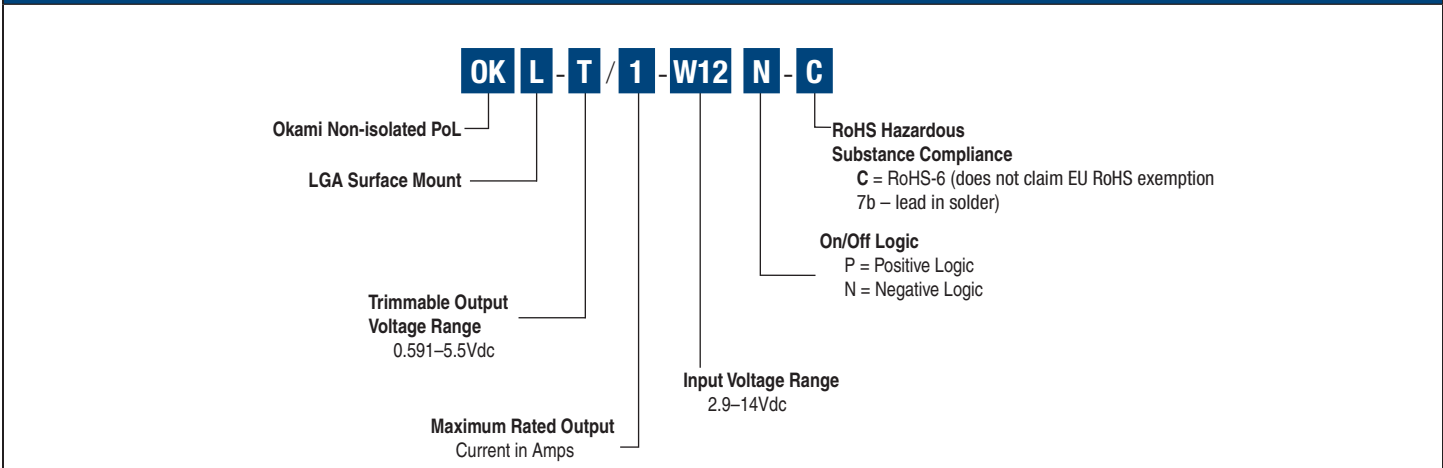 OK L - T / 1 - W12 N - C
Okami Non-isolated PoL
LGA Surface Mount
Trimmable Output
Voltage Range
0.591–5.5Vdc
Maximum Rated Output
Current in Amps
Input Voltage Range
2.9–14Vdc
On/Off Logic
P = Positive Logic
N = Negative Logic
RoHS Hazardous
Substance Compliance
C = RoHS-6 (does not claim EU RoHS exemption
7b – lead in solder)